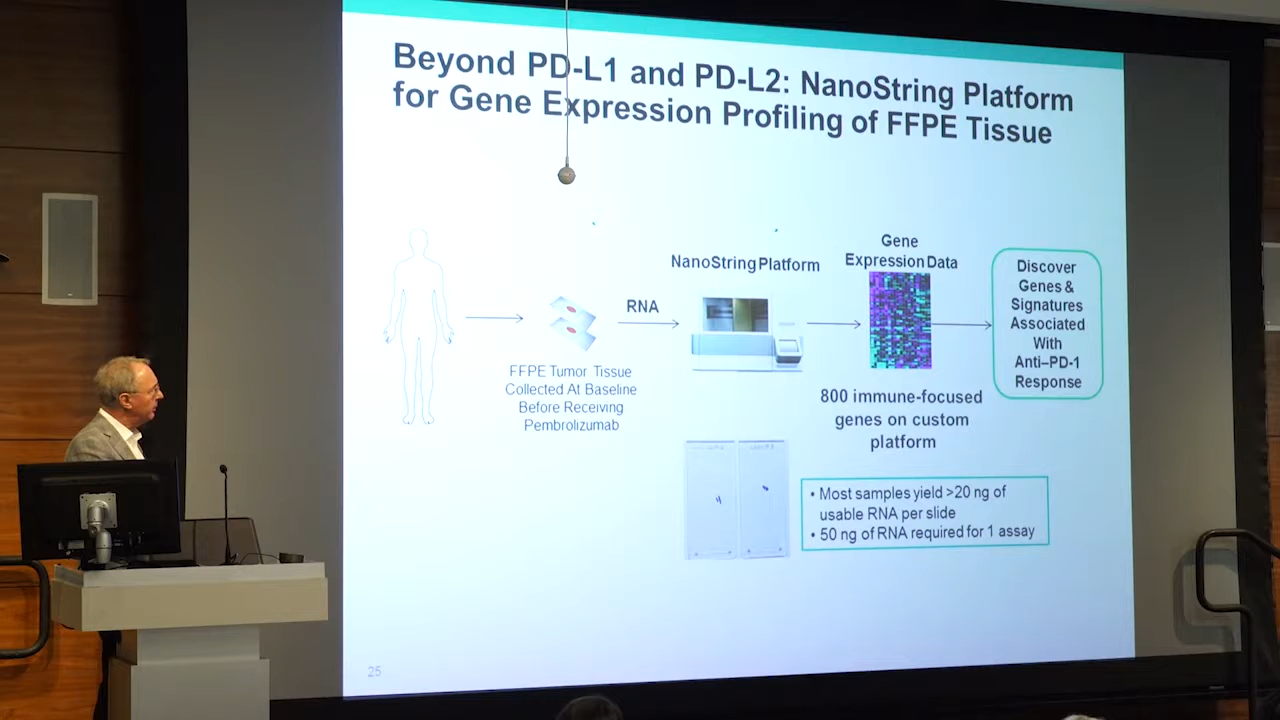 Beyond PD-L1 and PD-L2: NanoString Platform
for Gene Expression Profiling of FFPE Tissue
FFPE Tumor Tissue
Collected At Baseline
Before Receiving
Pembrolizumab
RNA
NanoString Platform
Gene
Expression Data
800 immune-focused
genes on custom
platform
Discover
Genes &
Signatures
Associated
With
Anti–PD-1
Response
• Most samples yield >20 ng of
usable RNA per slide
• 50 ng of RNA required for 1 assay
25